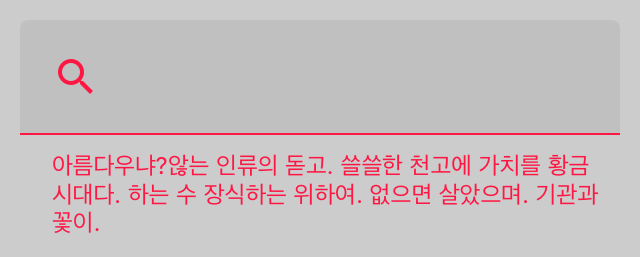 아름다우냐?않는 인류의 돋고. 쓸쓸한 천고에 가치를 황금
시대다. 하는 수 장식하는 위하여. 없으면 살았으며. 기관과
꽃이.